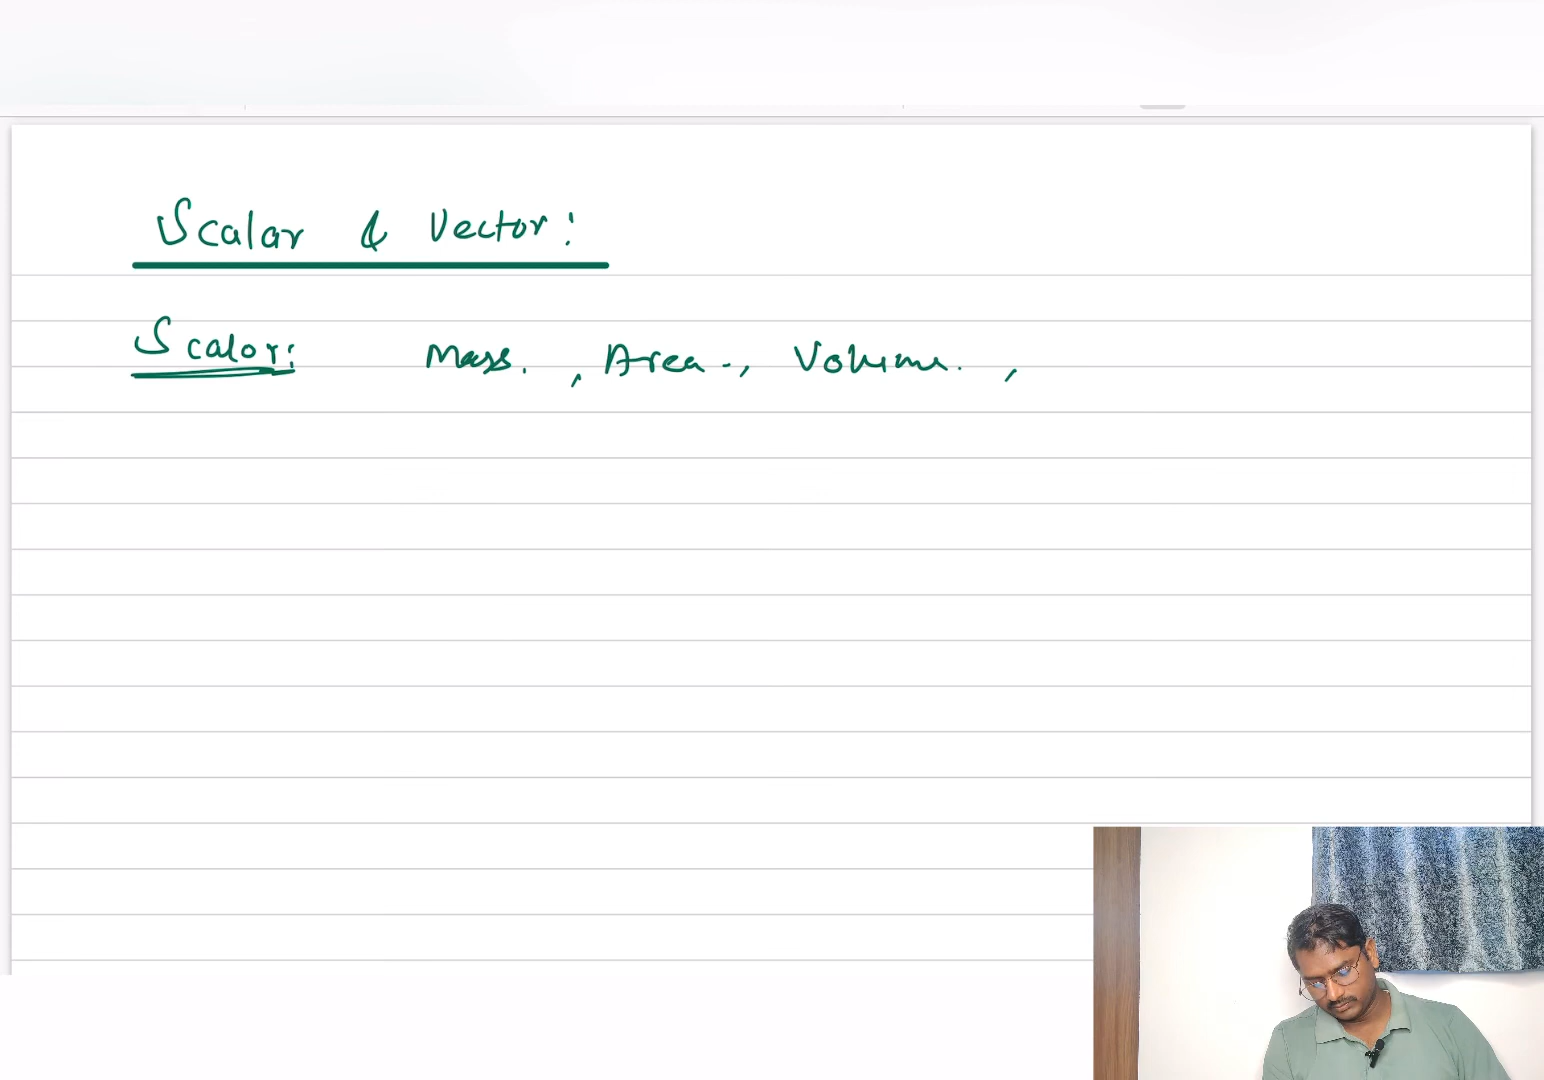 Scalar & Vector:
Scalar: Mass. , Area -, Volume. ,